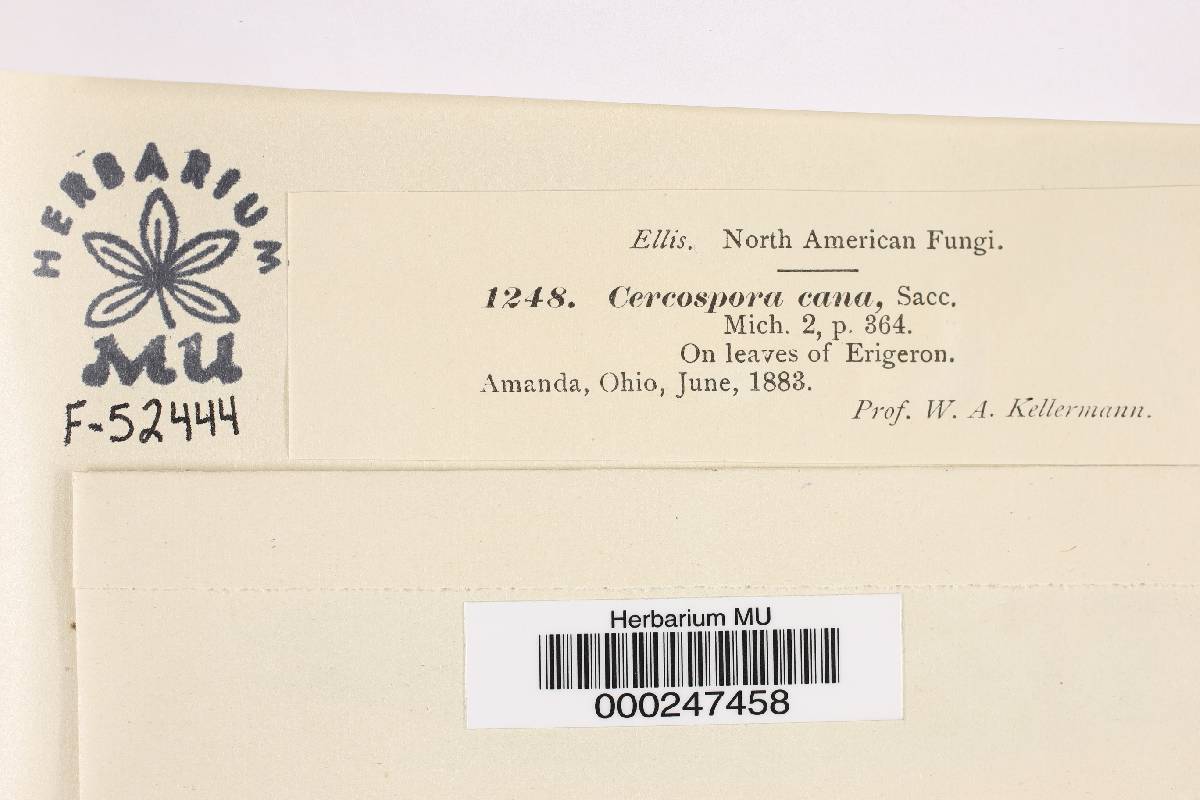 HERBARIUM
MU
F-52444
Ellis. North American Fungi.
1248. Cercospora cana, Sacc.
Mich. 2, p. 364.
On leaves of Erigeron.
Amanda, Ohio, June, 1883.
Prof. W. A. Kellermann.
Herbarium MU
000247458